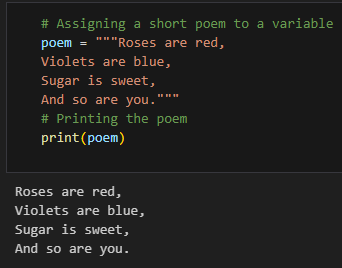 # Assigning a short poem to a variable
poem = """Roses are red,
Violets are blue,
Sugar is sweet,
And so are you."""
# Printing the poem
print(poem)
Roses are red,
Violets are blue,
Sugar is sweet,
And so are you.